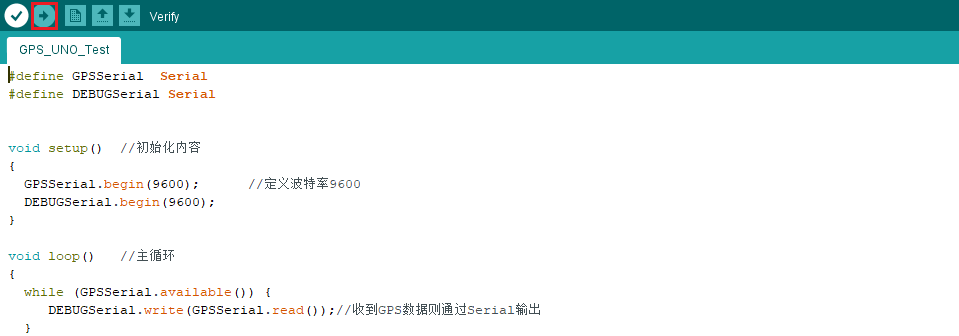 Verify
GPS_UNO_Test
#define GPSSerial  Serial
#define DEBUGSerial Serial
void setup()  //初始化内容
{
  GPSSerial.begin(9600);      //定义波特率9600
  DEBUGSerial.begin(9600);
}
void loop()   //主循环
{
  while (GPSSerial.available()) {
     DEBUGSerial.write(GPSSerial.read());//收到GPS数据则通过Serial输出
  }